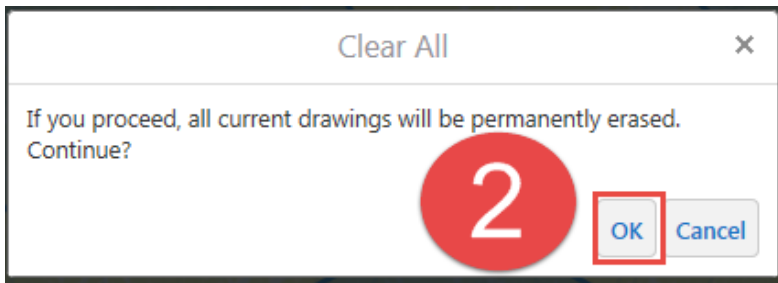 Clear All
If you proceed, all current drawings will be permanently erased.
Continue?
2
OK Cancel